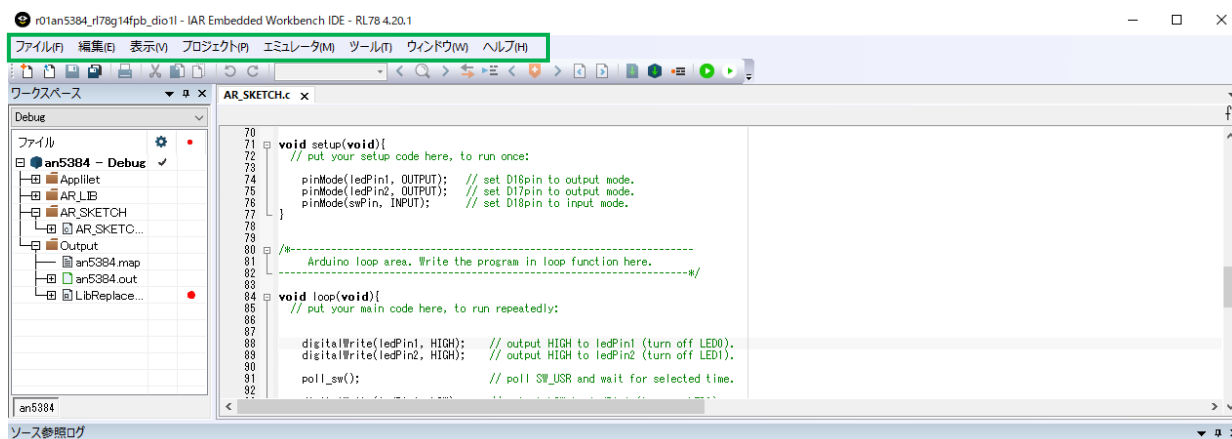 r01an5384_rl78g14fpb_dio1l - IAR Embedded Workbench IDE - RL78 4.20.1
ファイル(F) 編集(E) 表示(V) プロジェクト(P) エミュレータ(M) ツール(T) ウィンドウ(W) ヘルプ(H)
ワークスペース
AR_SKETCH.c
Debug
ファイル
an5384 - Debug
Applilet
AR_LIB
AR_SKETCH
AR_SKETC...
Output
an5384.map
an5384.out
LibReplace...
an5384
70
71 void setup(void){
72 // put your setup code here, to run once:
73
74 pinMode(ledPin1, OUTPUT); // set D16pin to output mode.
75 pinMode(ledPin2, OUTPUT); // set D17pin to output mode.
76 pinMode(swPin, INPUT); // set D18pin to input mode.
77 }
78
79
80 /*----------------------------------------------------------------------
81 Arduino loop area. Write the program in loop function here.
82 ----------------------------------------------------------------------*/
83
84 void loop(void){
85 // put your main code here, to run repeatedly:
86
87
88 digitalWrite(ledPin1, HIGH); // output HIGH to ledPin1 (turn off LED0).
89 digitalWrite(ledPin2, HIGH); // output HIGH to ledPin2 (turn off LED1).
90
91 poll_sw(); // poll SW_USR and wait for selected time.
92
ソース参照ログ